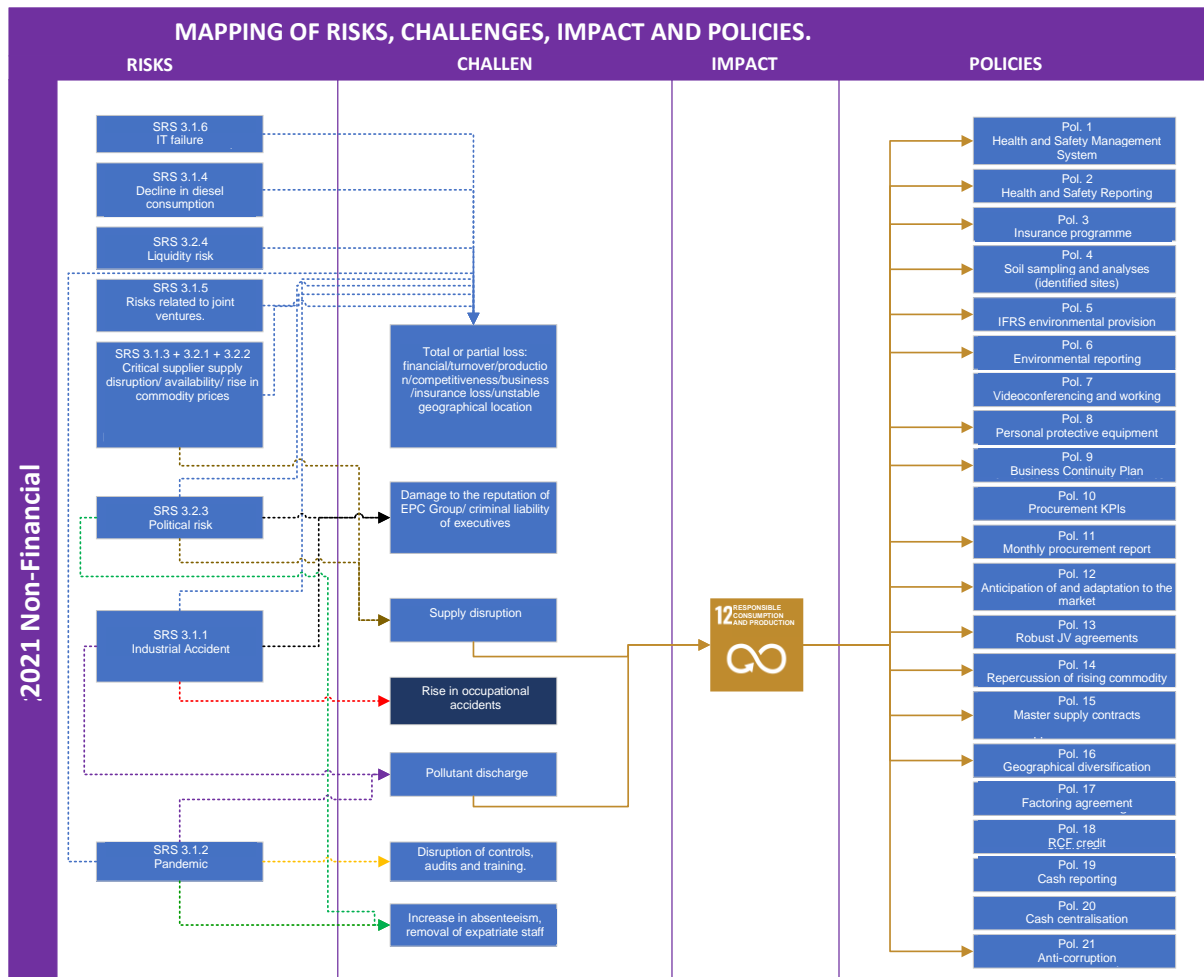 MAPPING OF RISKS, CHALLENGES, IMPACT AND POLICIES.
RISKS
CHALLEN
IMPACT
POLICIES
:2021 Non-Financial
SRS 3.1.6
IT failure
SRS 3.1.4
Decline in diesel
consumption
SRS 3.2.4
Liquidity risk
SRS 3.1.5
Risks related to joint
ventures.
SRS 3.1.3 + 3.2.1 + 3.2.2
Critical supplier supply
disruption/ availability/ rise in
commodity prices
SRS 3.2.3
Political risk
SRS 3.1.1
Industrial Accident
SRS 3.1.2
Pandemic
Total or partial loss:
financial/turnover/productio
n/competitiveness/business
/insurance loss/unstable
geographical location
Damage to the reputation of
EPC Group/ criminal liability
of executives
Supply disruption
Rise in occupational
accidents
Pollutant discharge
Disruption of controls,
audits and training.
Increase in absenteeism,
removal of expatriate staff
12 RESPONSIBLE
CONSUMPTION
AND PRODUCTION
Pol. 1
Health and Safety Management
System
Pol. 2
Health and Safety Reporting
Pol. 3
Insurance programme
Pol. 4
Soil sampling and analyses
(identified sites)
Pol. 5
IFRS environmental provision
Pol. 6
Environmental reporting
Pol. 7
Videoconferencing and working
Pol. 8
Personal protective equipment
Pol. 9
Business Continuity Plan
Pol. 10
Procurement KPIs
Pol. 11
Monthly procurement report
Pol. 12
Anticipation of and adaptation to the
market
Pol. 13
Robust JV agreements
Pol. 14
Repercussion of rising commodity
Pol. 15
Master supply contracts
Pol. 16
Geographical diversification
Pol. 17
Factoring agreement
Pol. 18
RCF credit
Pol. 19
Cash reporting
Pol. 20
Cash centralisation
Pol. 21
Anti-corruption